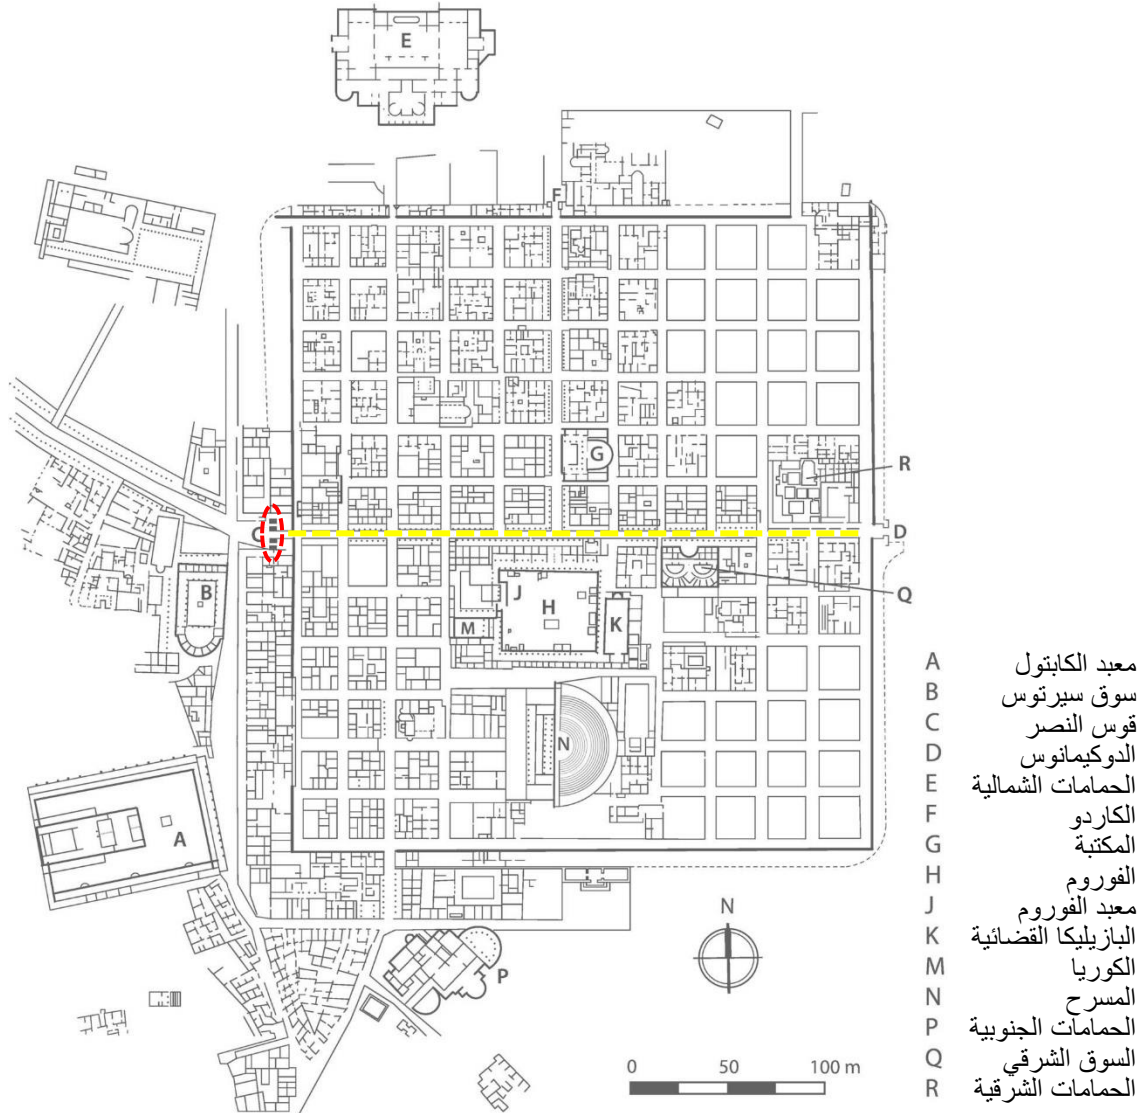 E
F
G
R
C
D
B
J
H
Q
M
K
N
A
P
N
0 50 100 m
A معبد الكابتول
B سوق سيرتوس
C قوس النصر
D الدوكيمانوس
E الحمامات الشمالية
F الكاردو
G المكتبة
H الفوروم
J معبد الفوروم
K البازيليكا القضائية
M الكوريا
N المسرح
P الحمامات الجنوبية
Q السوق الشرقي
R الحمامات الشرقية